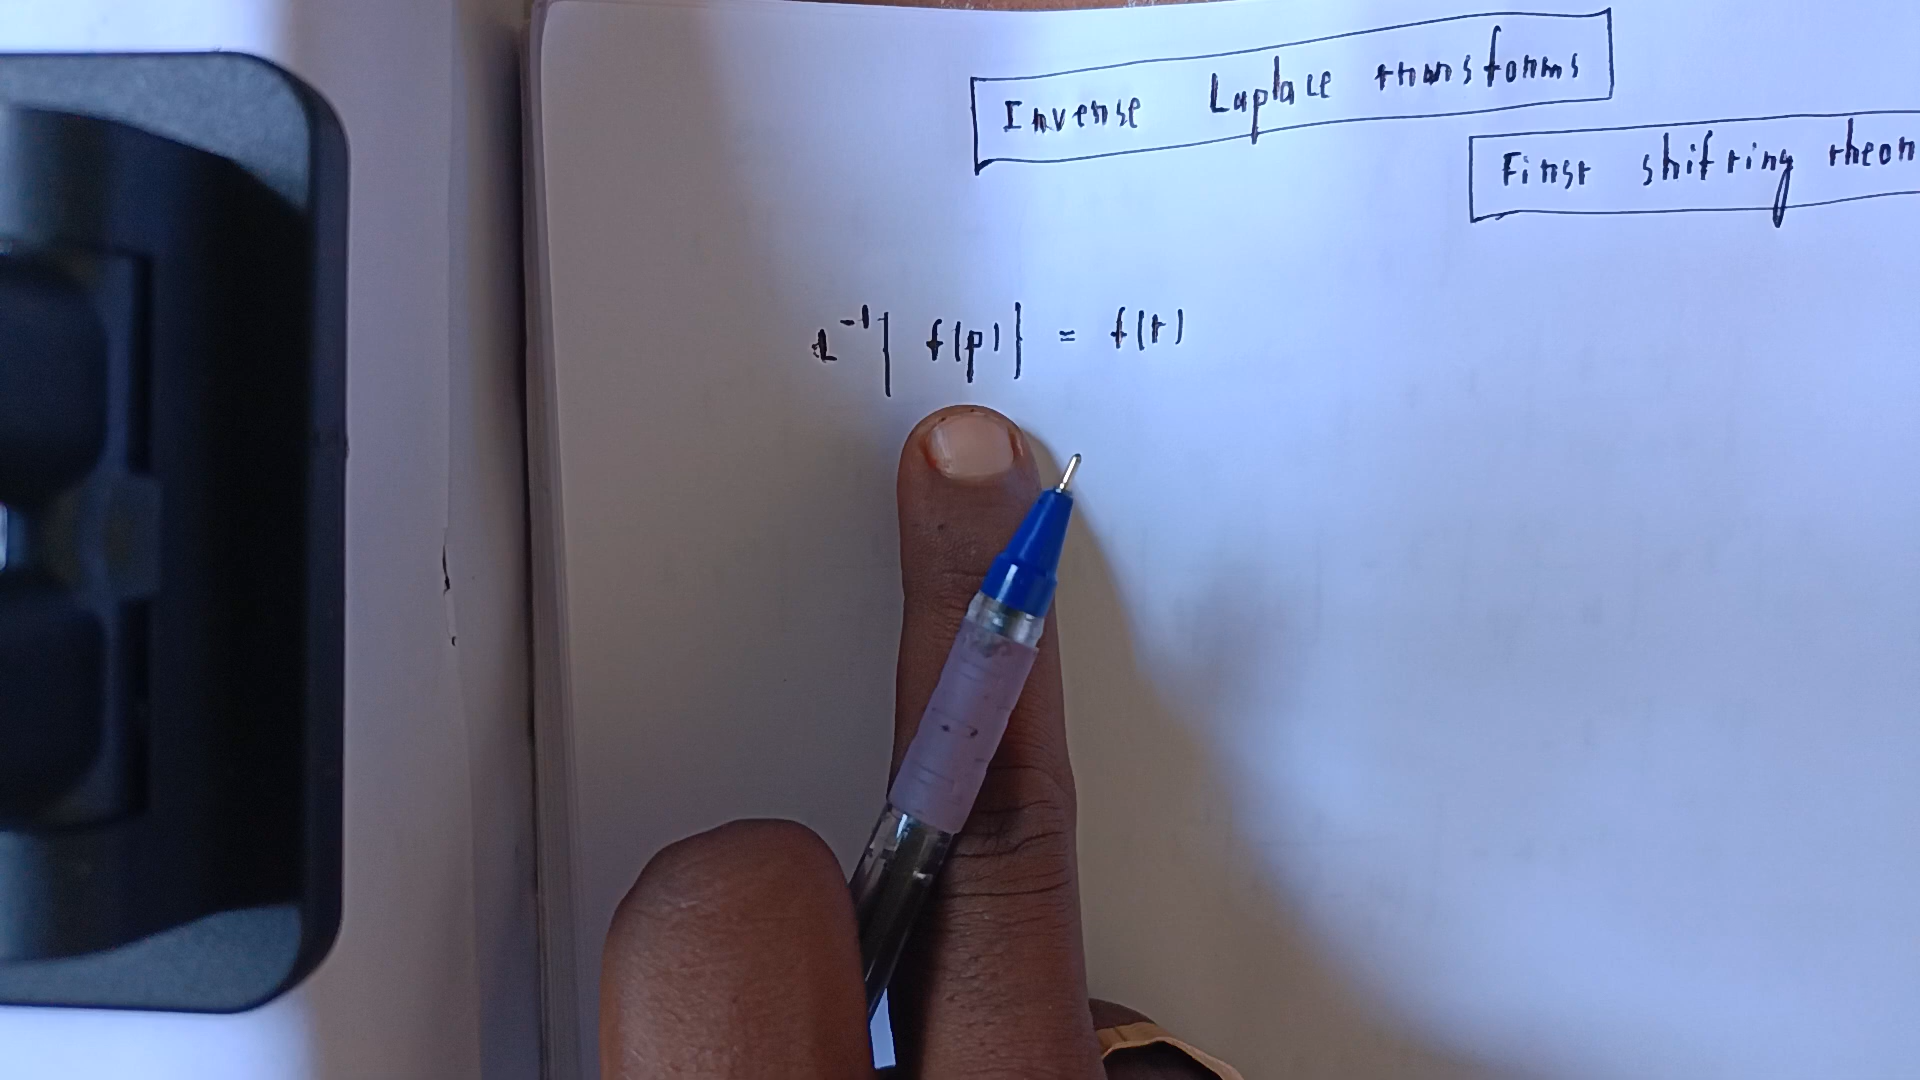 Inverse Laplace transforms
First shifting theor
L⁻¹{ f(p)} = f(t)